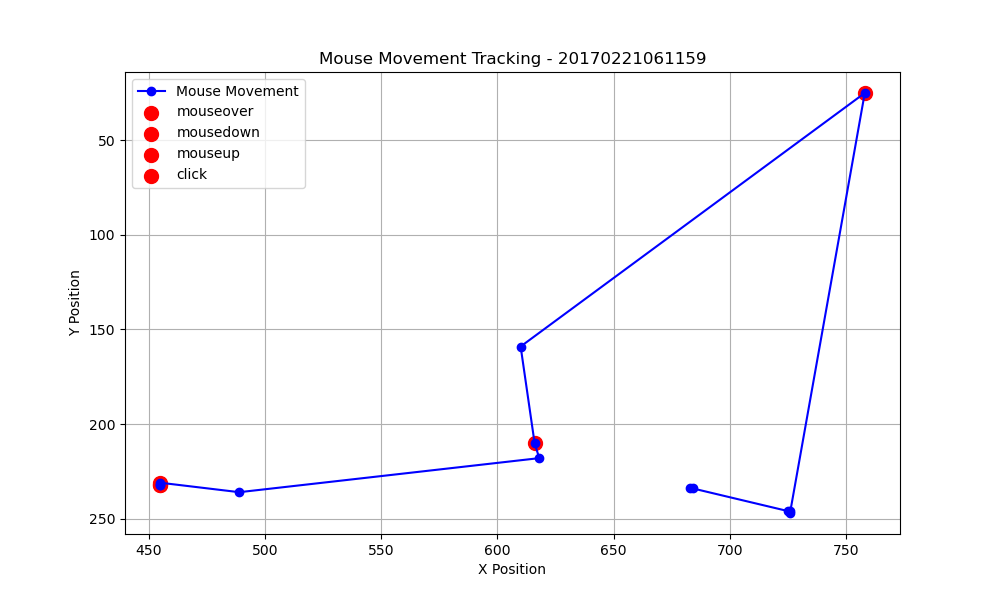 Mouse Movement Tracking - 20170221061159
Mouse Movement
mouseover
mousedown
mouseup
click
Y Position
50
100
150
200
250
450
500
550
600
650
700
750
X Position